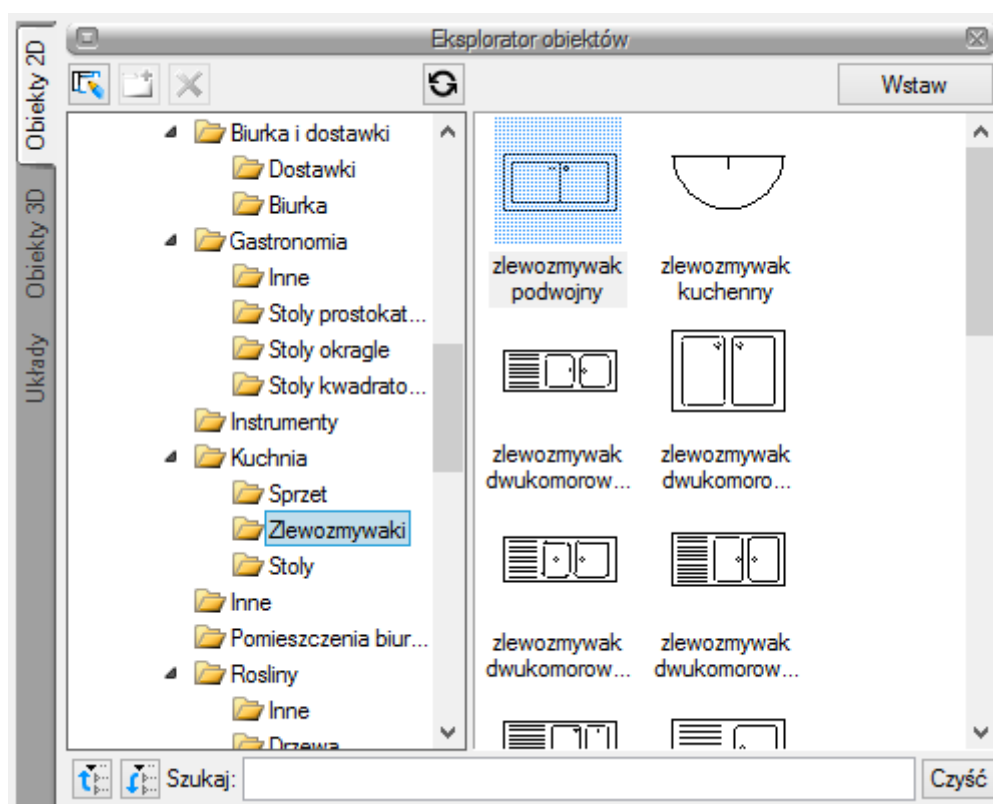 Eksplorator obiektów
Obiekty 2D
Obiekty 3D
Układy
Wstaw
Biurka i dostawki
Dostawki
Biurka
Gastronomia
Inne
Stoly prostokat...
Stoly okragle
Stoly kwadrato...
Instrumenty
Kuchnia
Sprzet
Zlewozmywaki
Stoly
Inne
Pomieszczenia biur...
Rosliny
Inne
Drzewa
zlewozmywak
podwojny
zlewozmywak
kuchenny
zlewozmywak
dwukomorow...
zlewozmywak
dwukomoro...
zlewozmywak
dwukomorow...
zlewozmywak
dwukomorow...
Szukaj:
Czyść